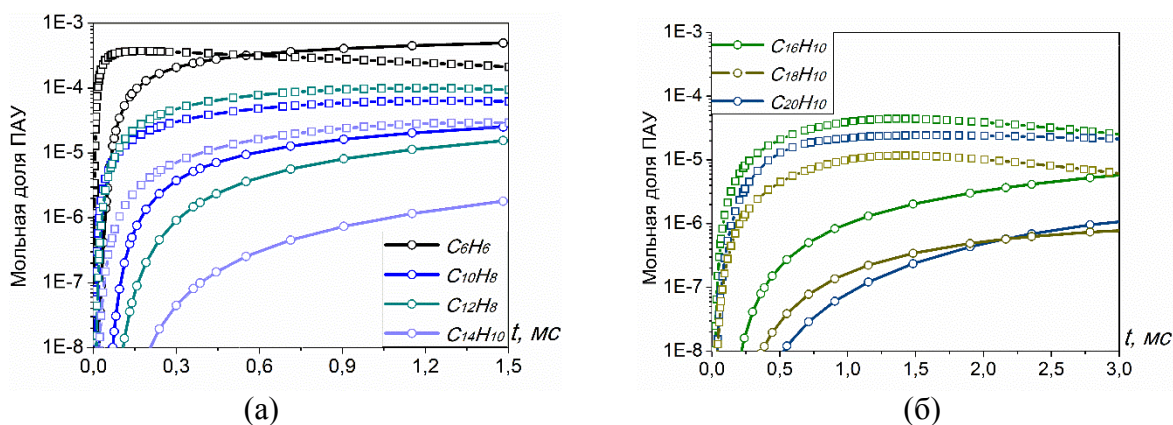 Мольная доля ПАУ
1E-3
1E-4
1E-5
1E-6
1E-7
1E-8
0,0
0,3
0,6
0,9
1,2
1,5
t, мс
C6H6
C10H8
C12H8
C14H10
(а)
Мольная доля ПАУ
1E-3
1E-4
1E-5
1E-6
1E-7
1E-8
0,0
0,5
1,0
1,5
2,0
2,5
3,0
t, мс
C16H10
C18H10
C20H10
(б)